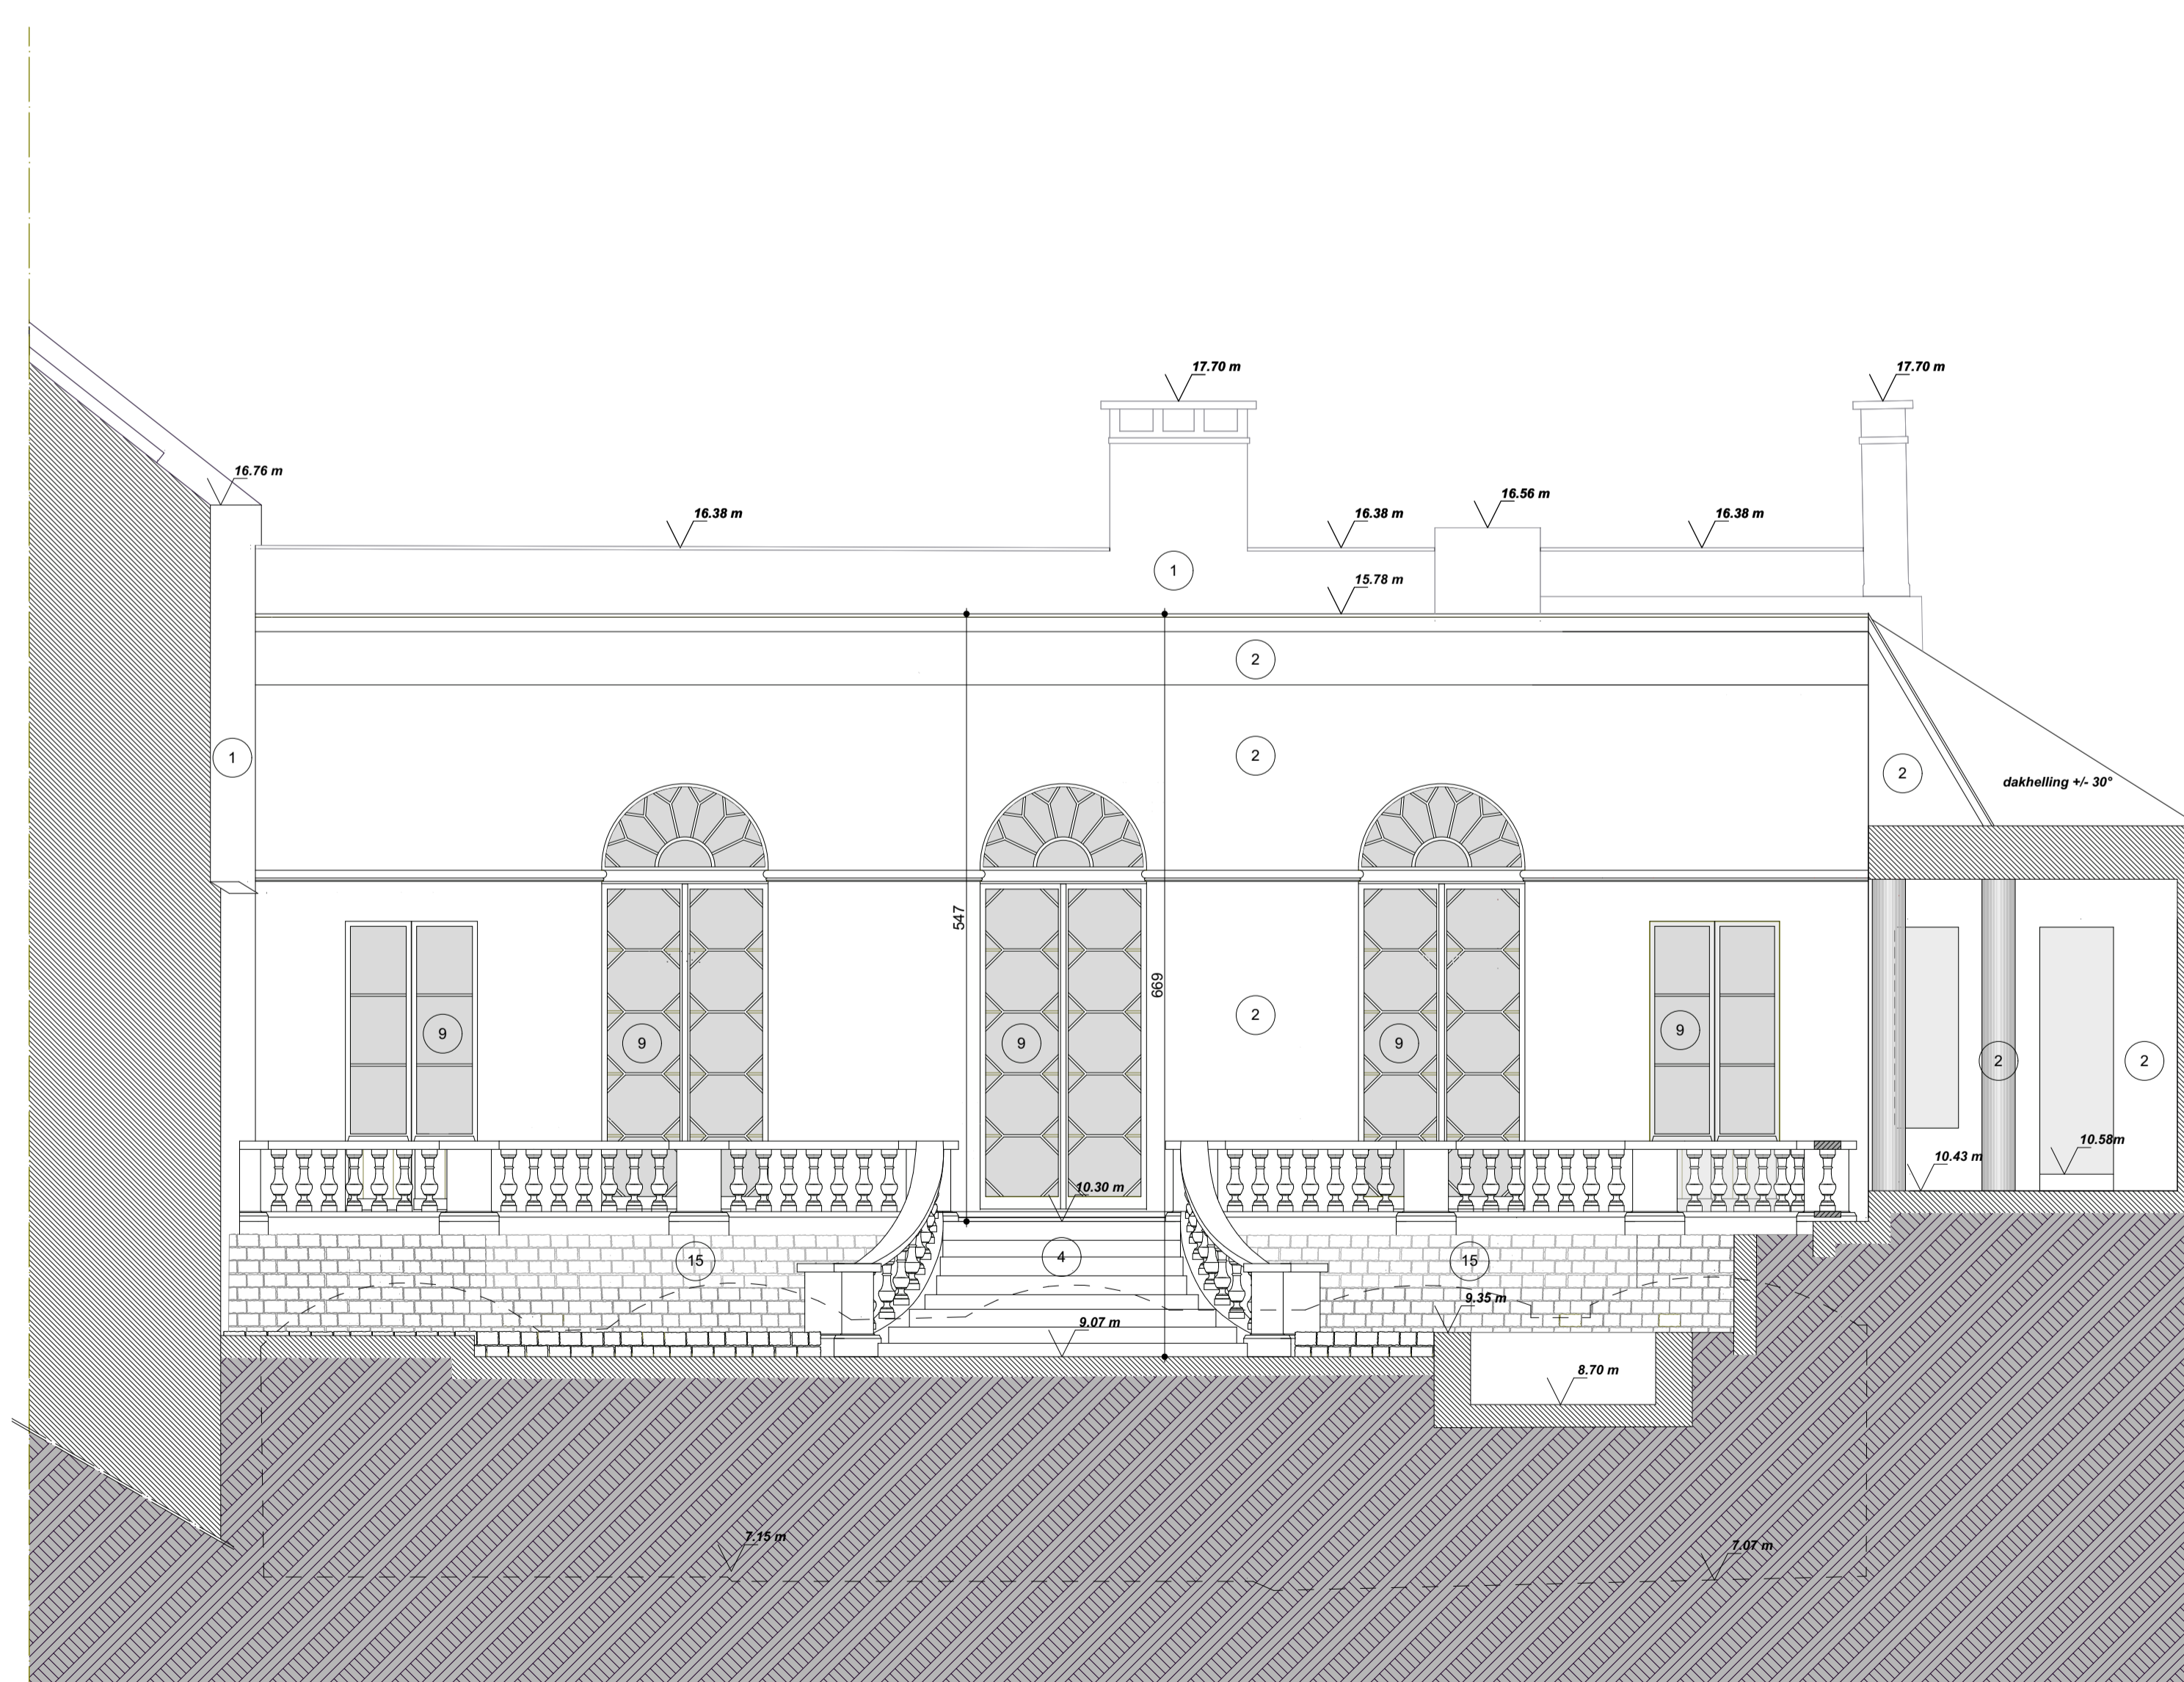 17.70 m
17.70 m
16.76 m
16.56 m
16.38 m
16.38 m
16.38 m
1
15.78 m
2
2
1
2
dakhelling +/- 30°
547
669
9
9
9
9
9
2
2
2
10.43 m
10.58m
10.30 m
15
4
15
9.35 m
9.07 m
8.70 m
7.15 m
7.07 m